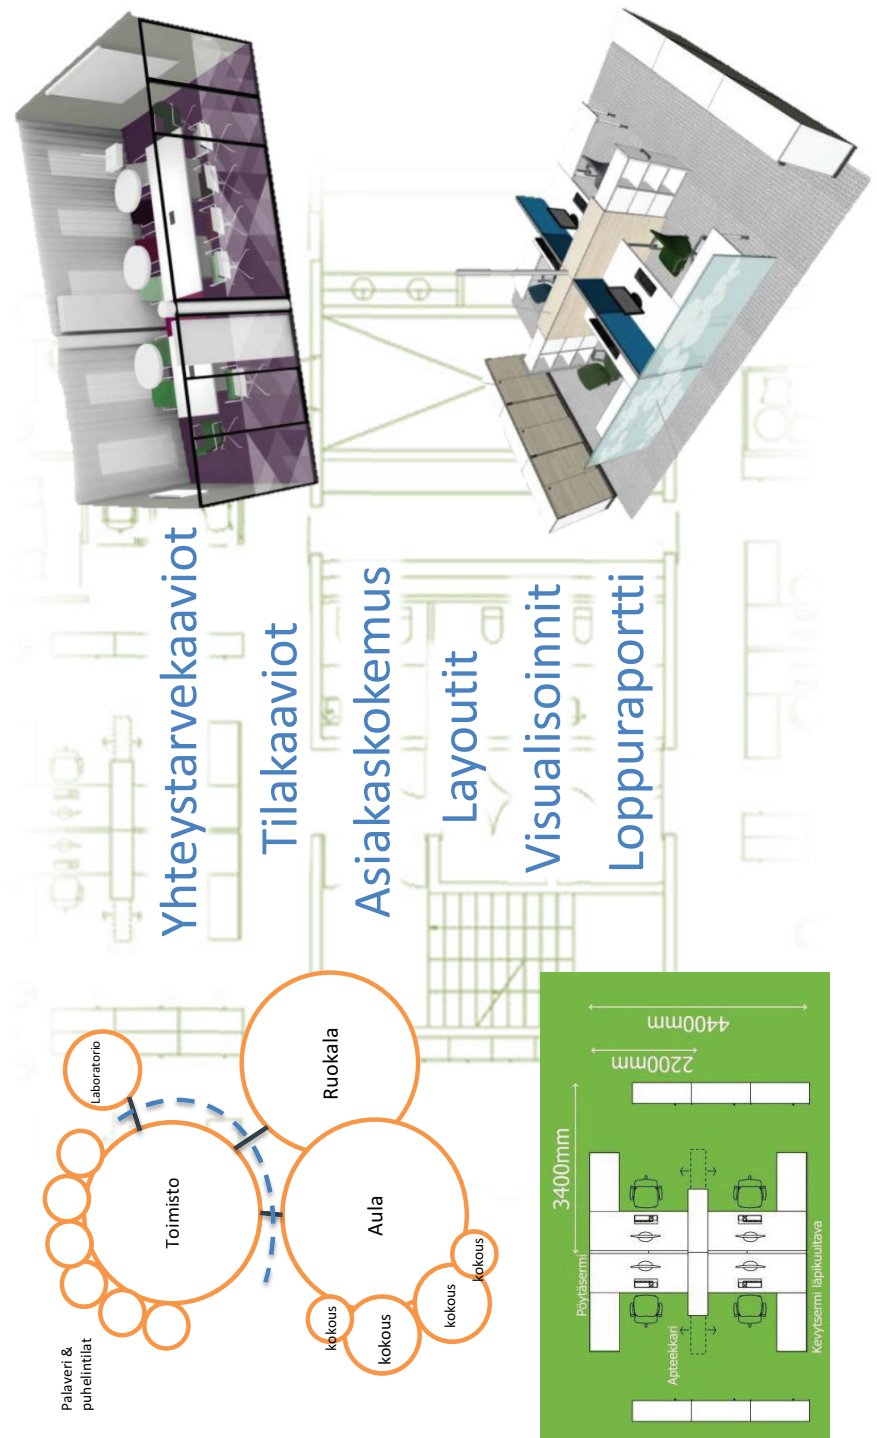 Yhteystarvekaaviot
Tilakaaviot
Asiakaskokemus
Layoutit
Visualisoinnit
Loppuraportti
Palaveri &
puhelintilat
Laboratorio
Toimisto
Ruokala
Aula
kokous
kokous
kokous
kokous
3400mm
2200mm
4400mm
Pöytäsermi
Apteekkari
Kevytsermi läpikuultava